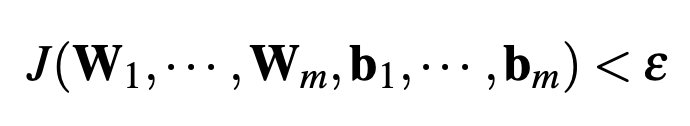 J(𝐖₁, ⋯ , 𝐖ₘ, 𝐛₁, ⋯ , 𝐛ₘ) < ε